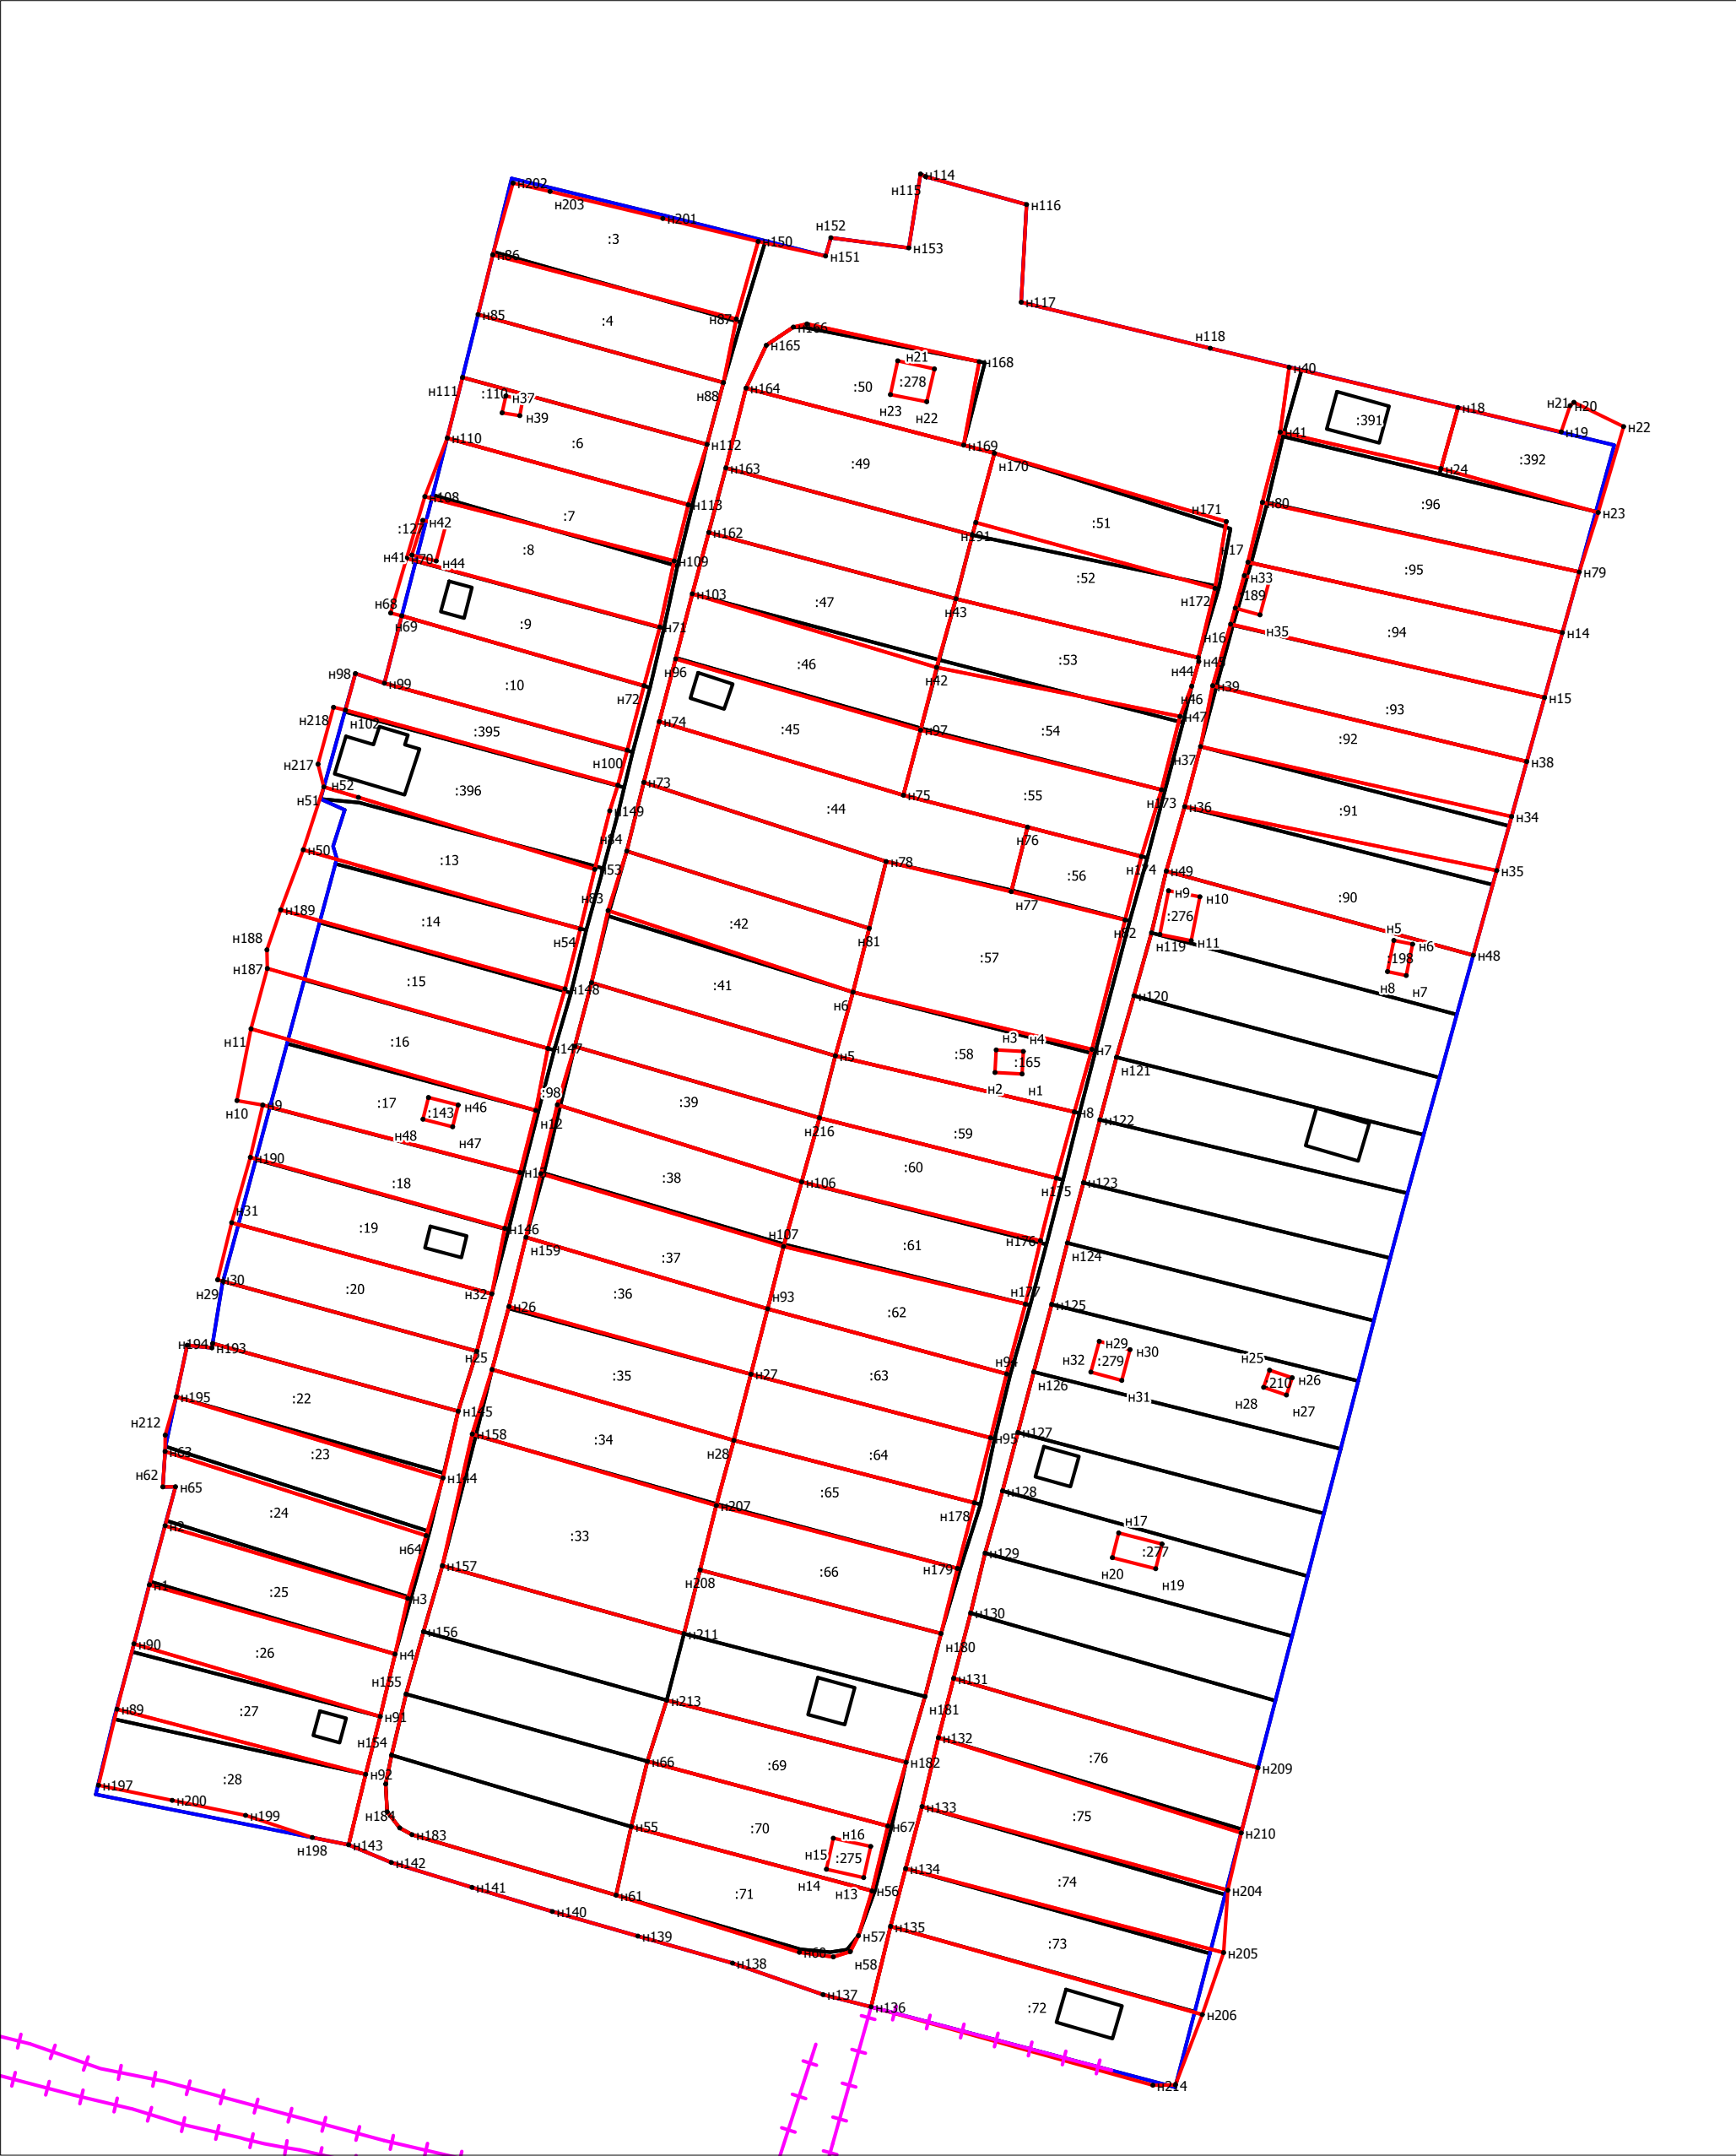 н202
н203
н201
:3
н150
н151
н152
н153
н115
н114
н116
н117
н118
н86
н85
:4
н87
н88
н111
:110
н37
н39
:6
н110
н112
н108
:7
н113
:127
н42
н41
н70
н44
:8
н109
н68
н69
:9
н71
н98
н99
:10
н72
н218
н102
:395
н100
н217
н52
н51
:396
н149
н84
н50
:13
н53
н83
н189
:14
н54
н188
н187
:15
н148
н11
:16
н147
:98
н10
:17
:143
н46
н48
н47
н12
н190
:18
н31
:19
н146
н159
н30
н29
:20
н32
н194
н193
н25
н195
:22
н145
н212
н63
:23
н144
н62
н65
:24
н2
н64
н1
:25
н3
н90
:26
н4
н89
:27
н91
н155
н154
н197
н200
н199
:28
н92
н198
н143
н142
н141
н140
н139
н138
н137
н136
н184
н183
н166
н165
н168
н21
:50
:278
н23
н22
н164
н169
н170
н163
:49
н171
н191
:51
н162
:52
н172
н103
:47
н43
н96
:46
:53
н42
н74
:45
н97
:54
н73
н75
:55
н173
:44
н76
н174
н78
:56
н77
н81
:42
н82
:57
:41
н6
н3
н4
:58
:165
н7
н2
н1
н5
н8
:39
н216
:59
:38
н106
:60
н175
н107
:61
н176
:37
н177
н26
:36
н93
:62
н94
:35
н27
:63
н158
:34
н28
:64
н95
:65
н207
н178
:33
н179
н157
н208
:66
н156
н211
н180
н213
н181
н66
:69
н182
н55
:70
н16
н67
н15
:275
н14
н13
н56
н61
:71
н57
н58
н40
н18
н21
н20
н19
н22
:391
н41
н24
:392
н23
н80
:96
н17
н79
н33
:95
:189
н14
н16
н35
:94
н15
н44
н46
н39
:93
н47
:92
н38
н37
н36
:91
н34
н35
н49
н9
н10
:90
:276
н5
н6
:198
н48
н119
н11
н8
н7
н120
н121
н122
н123
н124
н125
н29
н30
н32
:279
н25
н26
:210
н126
н31
н28
н27
н127
н128
н17
:277
н129
н20
н19
н130
н131
н209
н132
:76
н210
н133
:75
н204
н134
:74
н205
н135
:73
н206
:72
н214